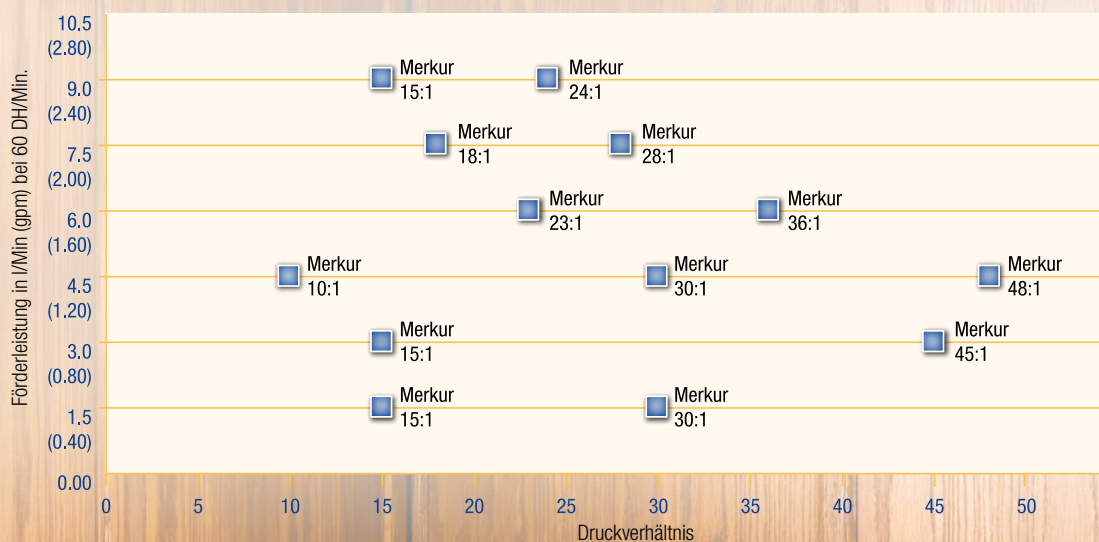 Förderleistung in l/Min (gpm) bei 60 DH/Min.
10.5
(2.80)
9.0
(2.40)
7.5
(2.00)
6.0
(1.60)
4.5
(1.20)
3.0
(0.80)
1.5
(0.40)
0.00
Merkur
15:1
Merkur
24:1
Merkur
18:1
Merkur
28:1
Merkur
23:1
Merkur
36:1
Merkur
10:1
Merkur
30:1
Merkur
48:1
Merkur
15:1
Merkur
45:1
Merkur
15:1
Merkur
30:1
0 5 10 15 20 25 30 35 40 45 50
Druckverhältnis